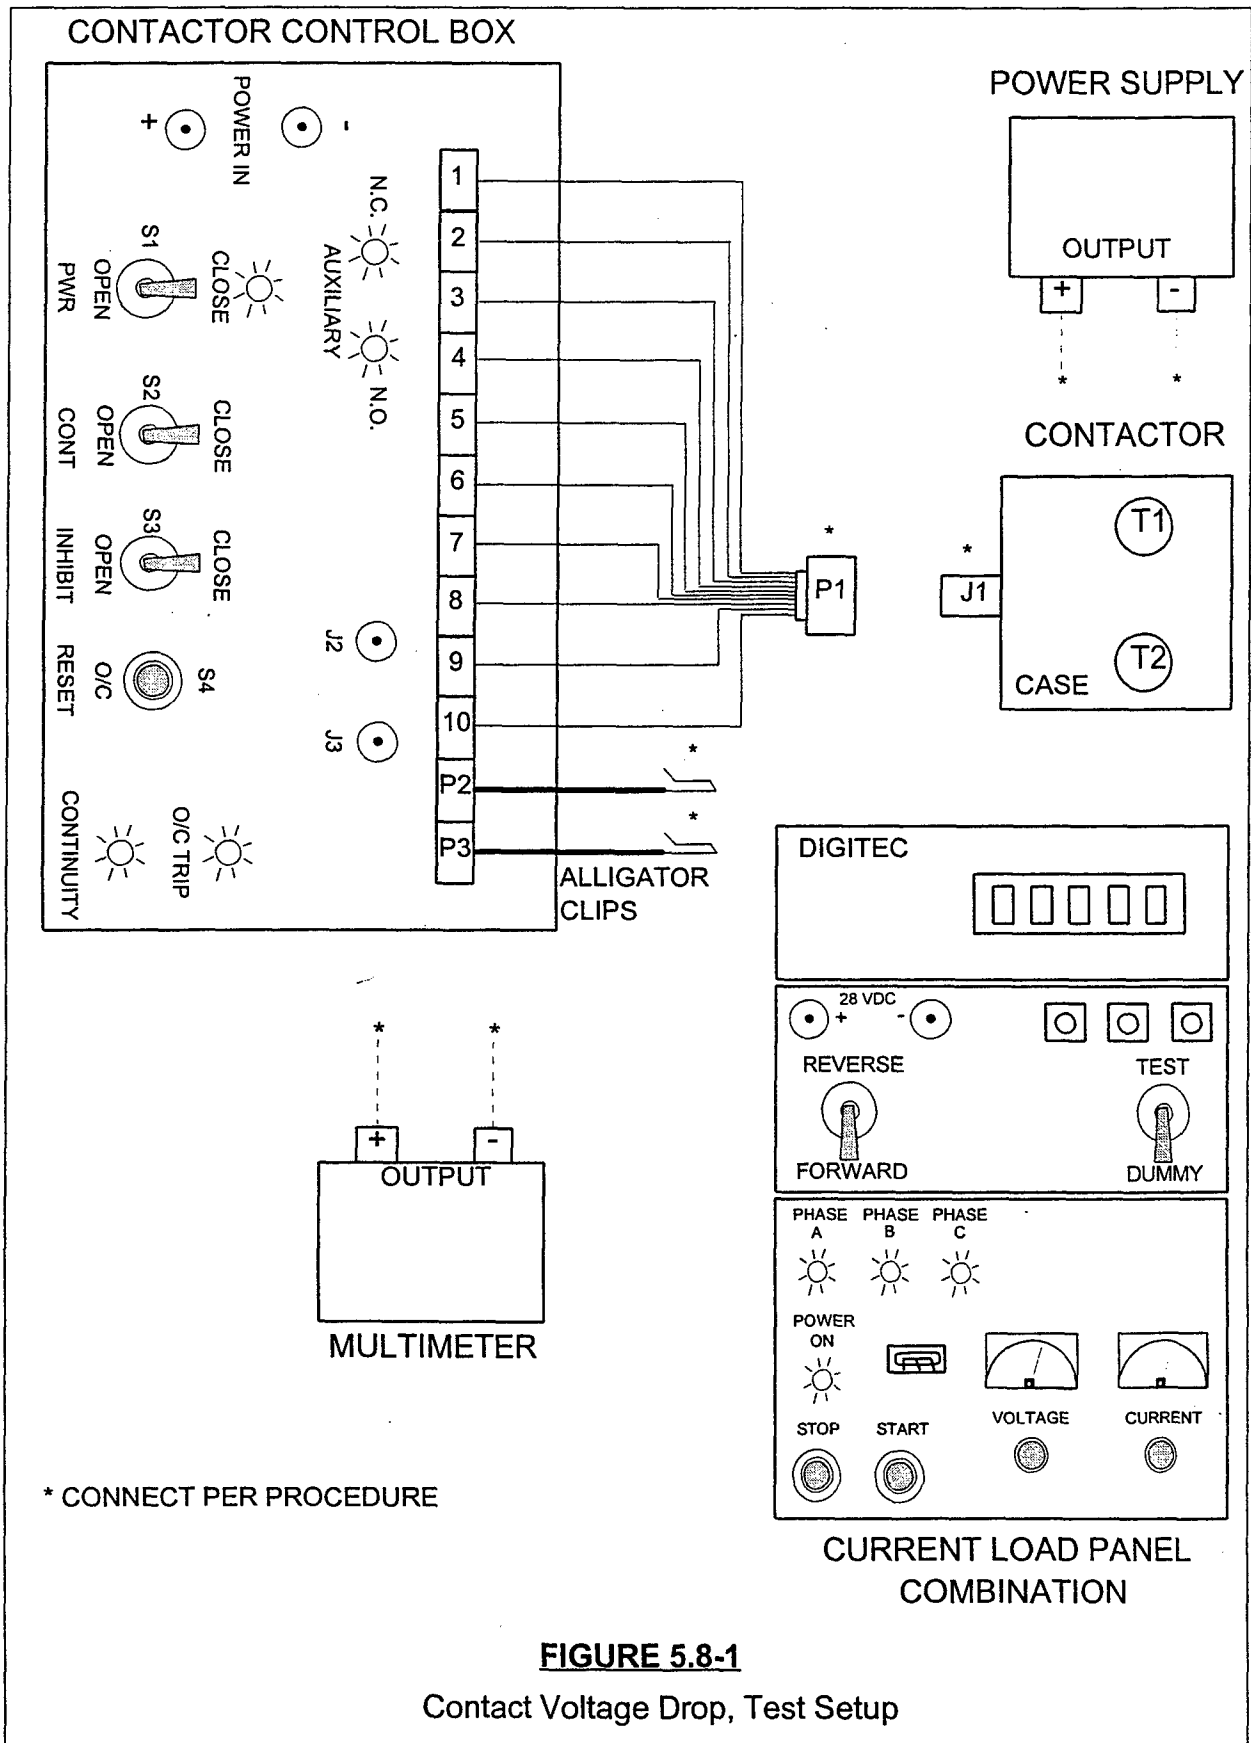 CONTACTOR CONTROL BOX
+
POWER IN
-
N.C.
AUXILIARY
N.O.
S1
CLOSE
OPEN
PWR
S2
CLOSE
OPEN
CONT
S3
CLOSE
OPEN
INHIBIT
S4
O/C
RESET
J2
J3
O/C TRIP
CONTINUITY
1
2
3
4
5
6
7
8
9
10
P2
P3
*
P1
*
*
ALLIGATOR
CLIPS
POWER SUPPLY
OUTPUT
+ -
* *
CONTACTOR
*
J1
T1
T2
CASE
DIGITEC
28 VDC
+ -
REVERSE
FORWARD
TEST
DUMMY
PHASE PHASE PHASE
A B C
POWER
ON
STOP START VOLTAGE CURRENT
CURRENT LOAD PANEL
COMBINATION
* *
+ -
OUTPUT
MULTIMETER
* CONNECT PER PROCEDURE
FIGURE 5.8-1
Contact Voltage Drop, Test Setup